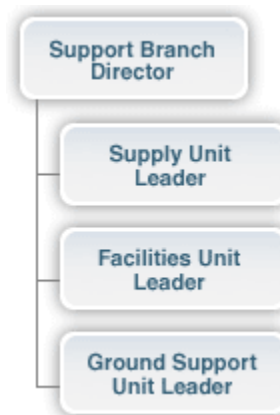 Support Branch
Director
Supply Unit
Leader
Facilities Unit
Leader
Ground Support
Unit Leader